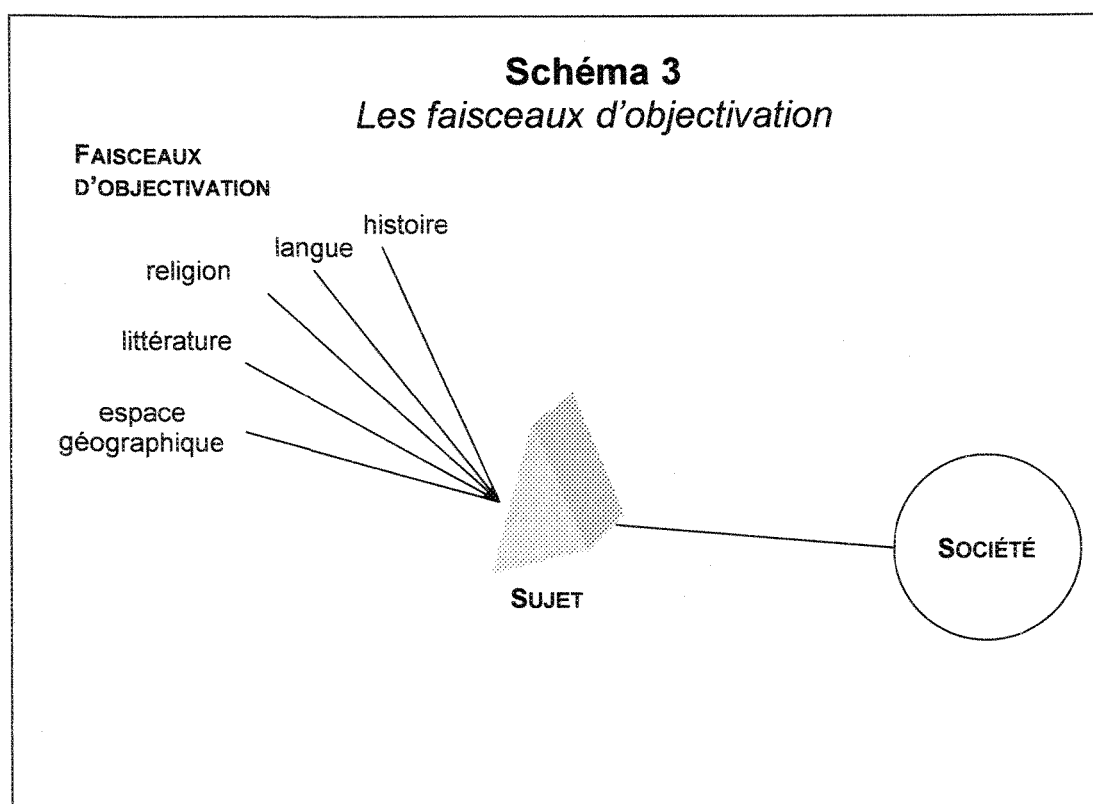 Schéma 3
Les faisceaux d'objectivation
FAISCEAUX
D'OBJECTIVATION
histoire
langue
religion
littérature
espace
géographique
SUJET
SOCIÉTÉ